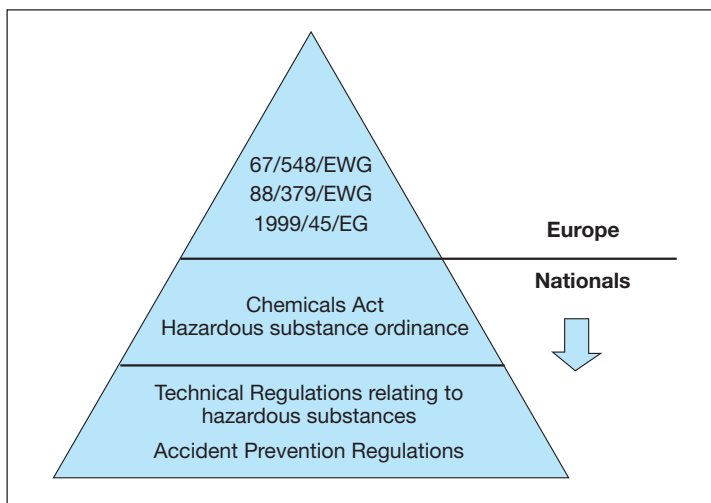 67/548/EWG
88/379/EWG
1999/45/EG
Europe
Nationals
Chemicals Act
Hazardous substance ordinance
Technical Regulations relating to
hazardous substances
Accident Prevention Regulations